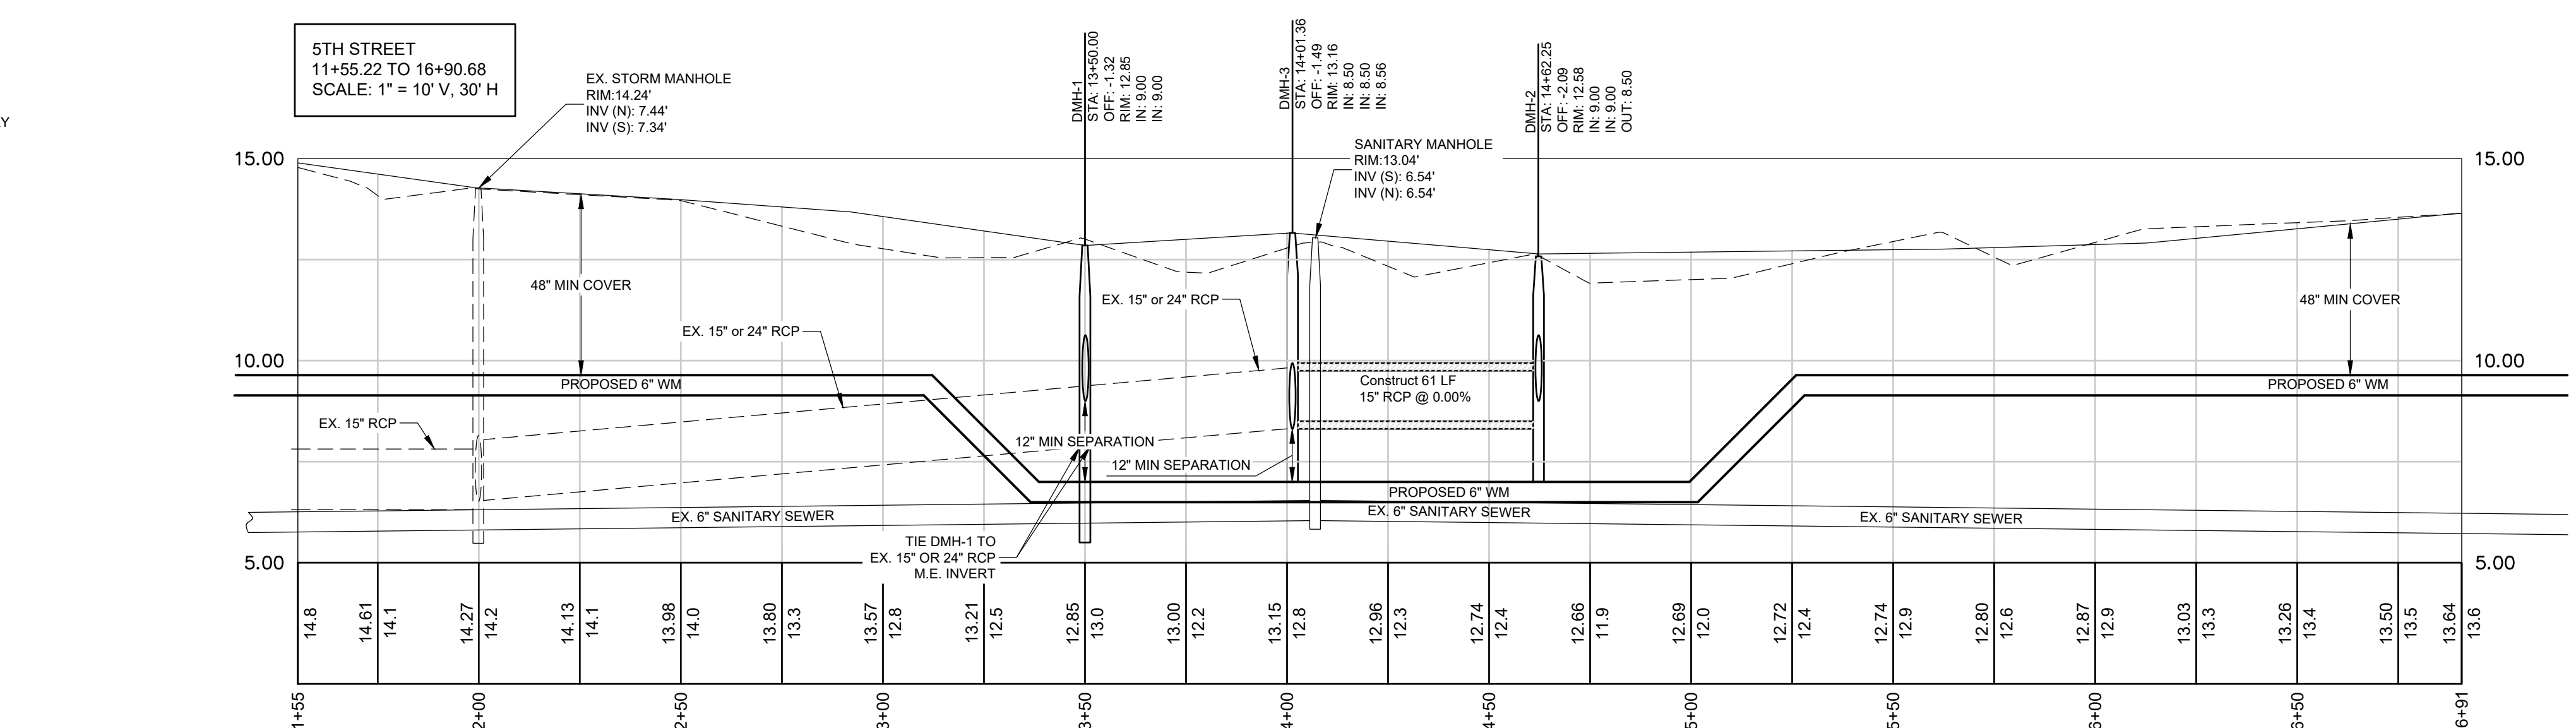 5TH STREET
11+55.22 TO 16+90.68
SCALE: 1" = 10' V, 30' H
EX. STORM MANHOLE
RIM:14.24'
INV (N): 7.44'
INV (S): 7.34'
DMH-1
STA: 13+50.00
OFF: -1.32
RIM: 12.85
IN: 9.00
IN: 9.00
DMH-3
STA: 14+01.36
OFF: -1.49
RIM: 13.16
IN: 8.50
IN: 8.50
IN: 8.56
DMH-2
STA: 14+62.25
OFF: -2.09
RIM: 12.58
IN: 9.00
IN: 9.00
OUT: 8.50
SANITARY MANHOLE
RIM:13.04'
INV (S): 6.54'
INV (N): 6.54'
Y
15.00
15.00
48" MIN COVER
EX. 15" or 24" RCP
EX. 15" or 24" RCP
48" MIN COVER
10.00
10.00
PROPOSED 6" WM
Construct 61 LF
15" RCP @ 0.00%
PROPOSED 6" WM
EX. 15" RCP
12" MIN SEPARATION
12" MIN SEPARATION
PROPOSED 6" WM
EX. 6" SANITARY SEWER
EX. 6" SANITARY SEWER
EX. 6" SANITARY SEWER
TIE DMH-1 TO
EX. 15" OR 24" RCP
M.E. INVERT
5.00
5.00
14.8
14.61
14.1
14.27
14.2
14.13
14.1
13.98
14.0
13.80
13.3
13.57
12.8
13.21
12.5
12.85
13.0
13.00
12.2
13.15
12.8
12.96
12.3
12.74
12.4
12.66
11.9
12.69
12.0
12.72
12.4
12.74
12.9
12.80
12.6
12.87
12.9
13.03
13.3
13.26
13.4
13.50
13.5
13.64
13.6
1+55
2+00
2+50
3+00
3+50
4+00
4+50
5+00
5+50
6+00
6+50
6+91